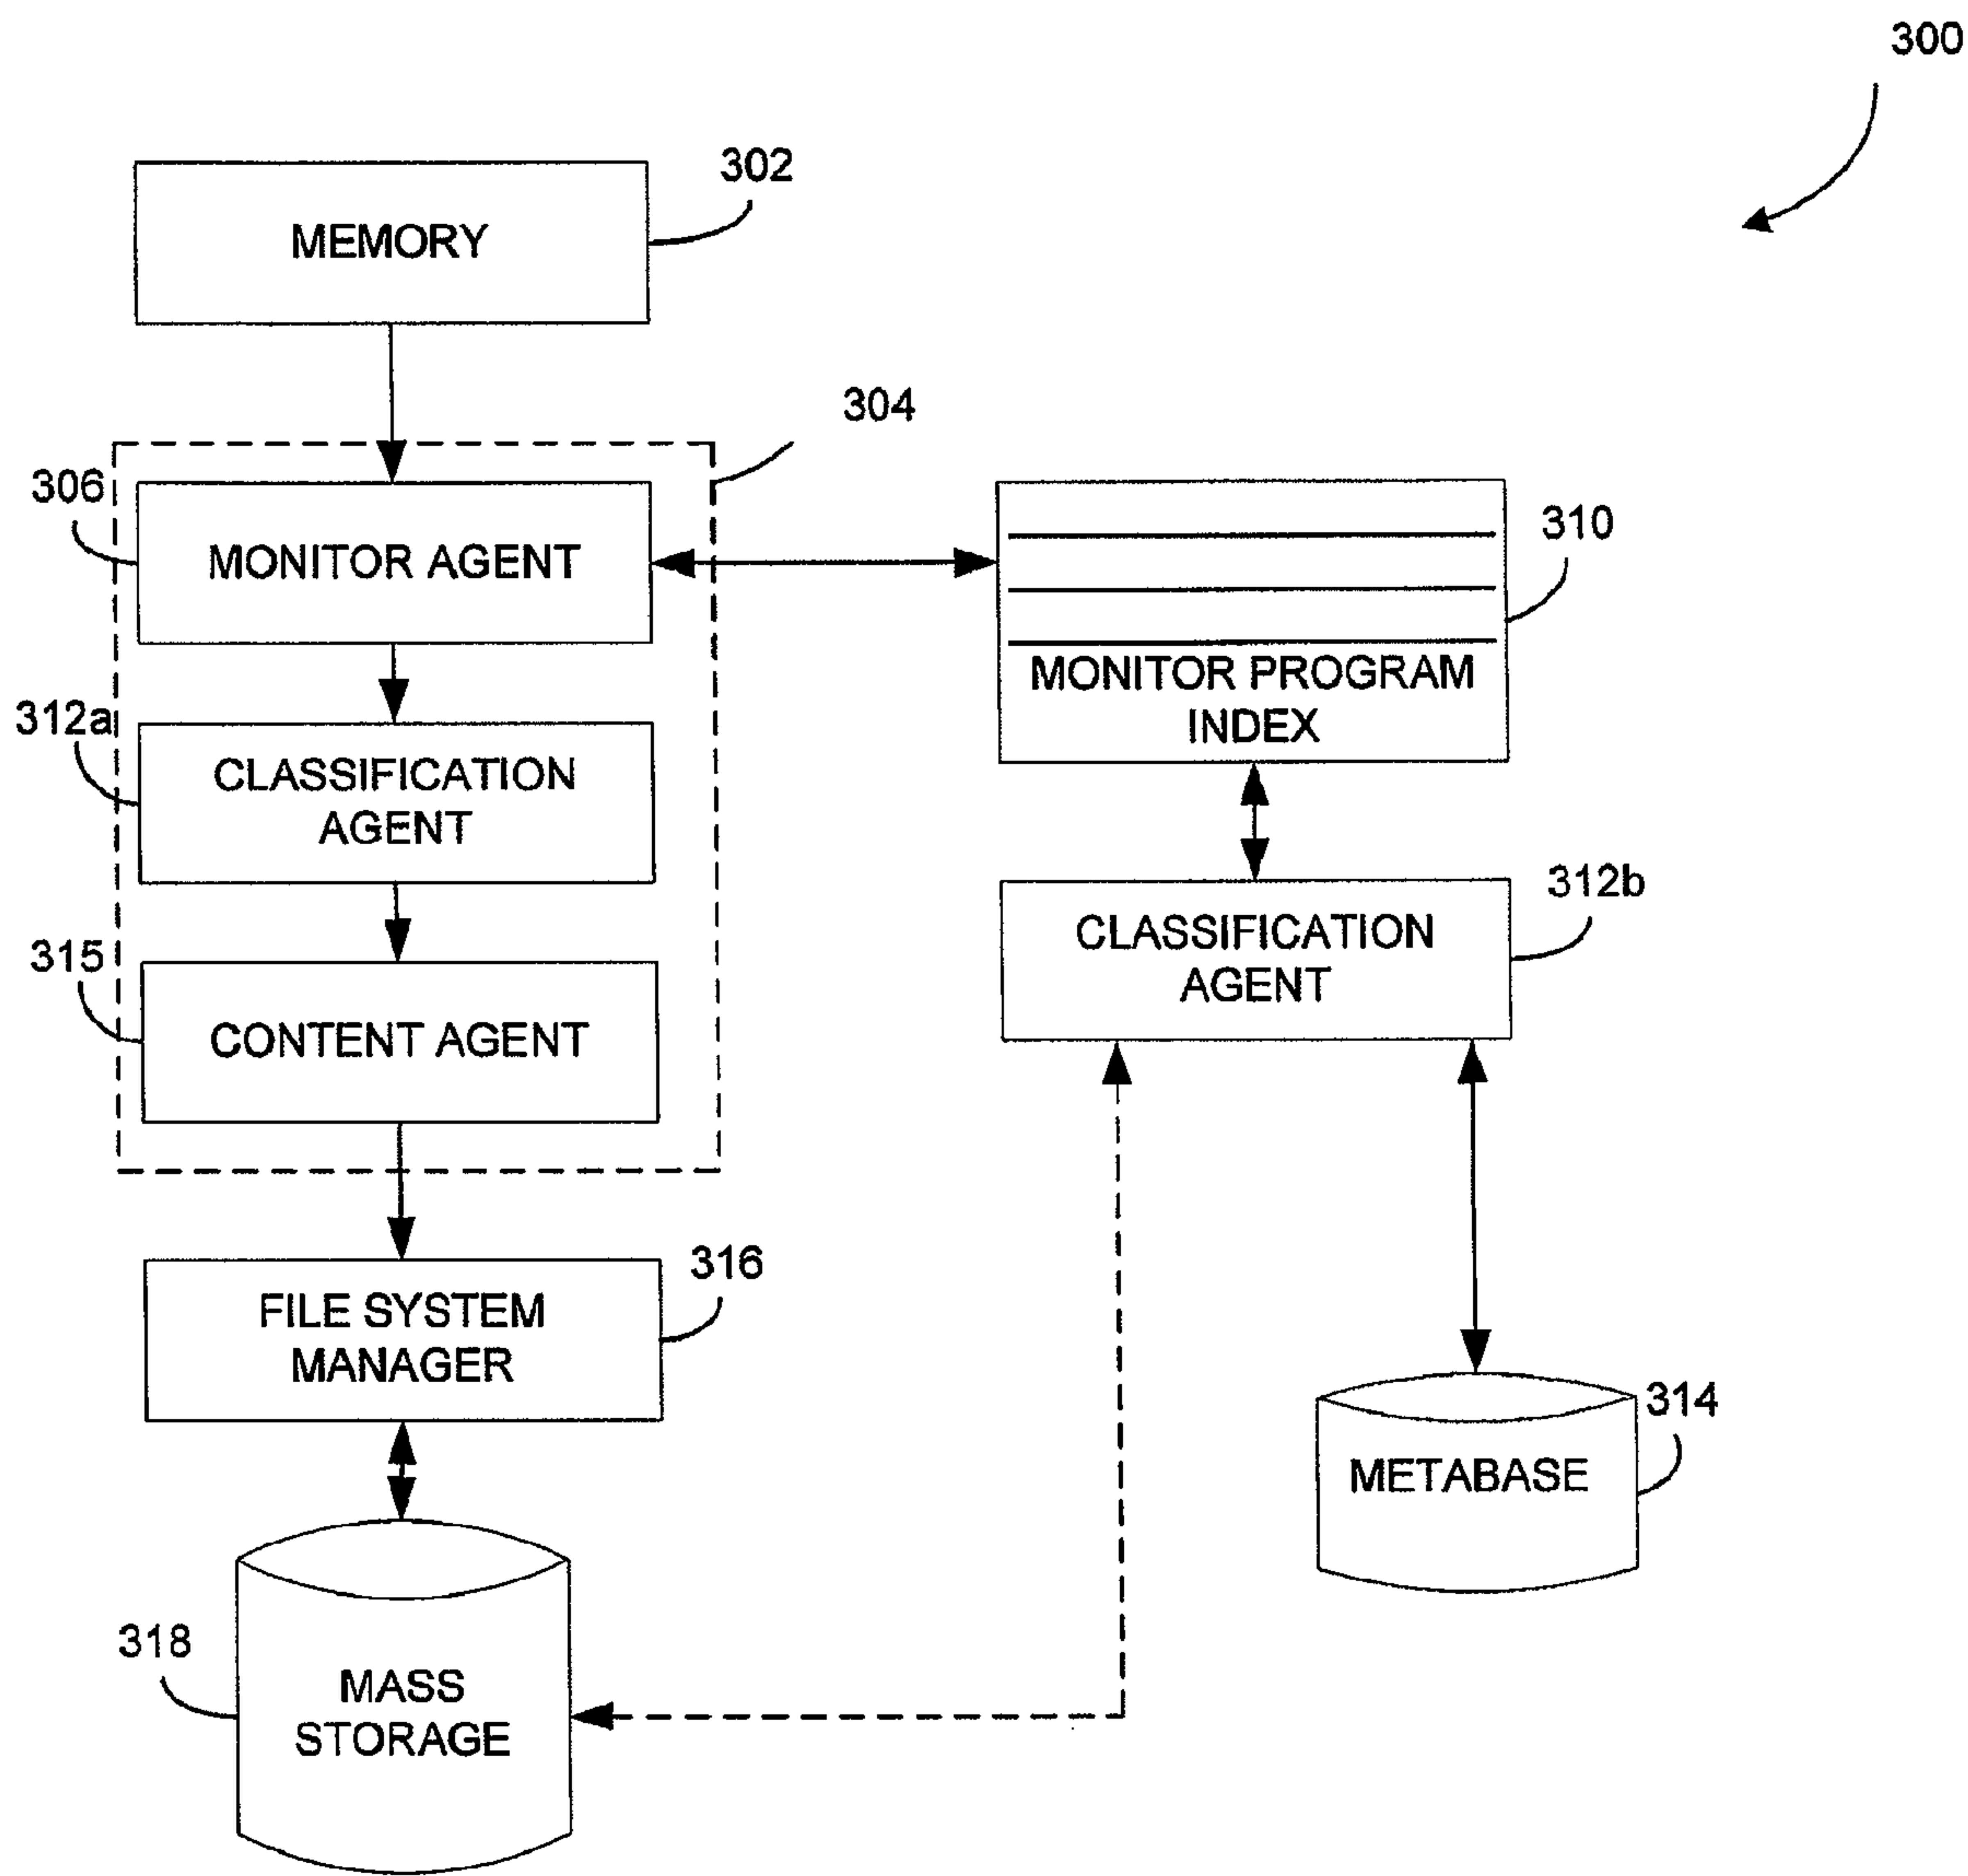 300
302
MEMORY
304
306
MONITOR AGENT
310
MONITOR PROGRAM
INDEX
312a
CLASSIFICATION
AGENT
312b
CLASSIFICATION
AGENT
315
CONTENT AGENT
316
FILE SYSTEM
MANAGER
314
METABASE
318
MASS
STORAGE